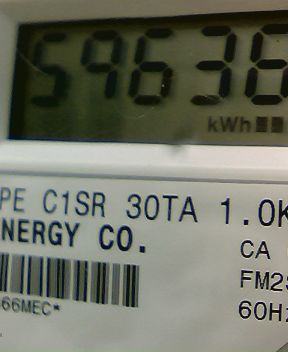 59636
kWh
PE C1SR 30TA 1.0K
NERGY CO.
CA
FM2S
60Hz
66MEC*